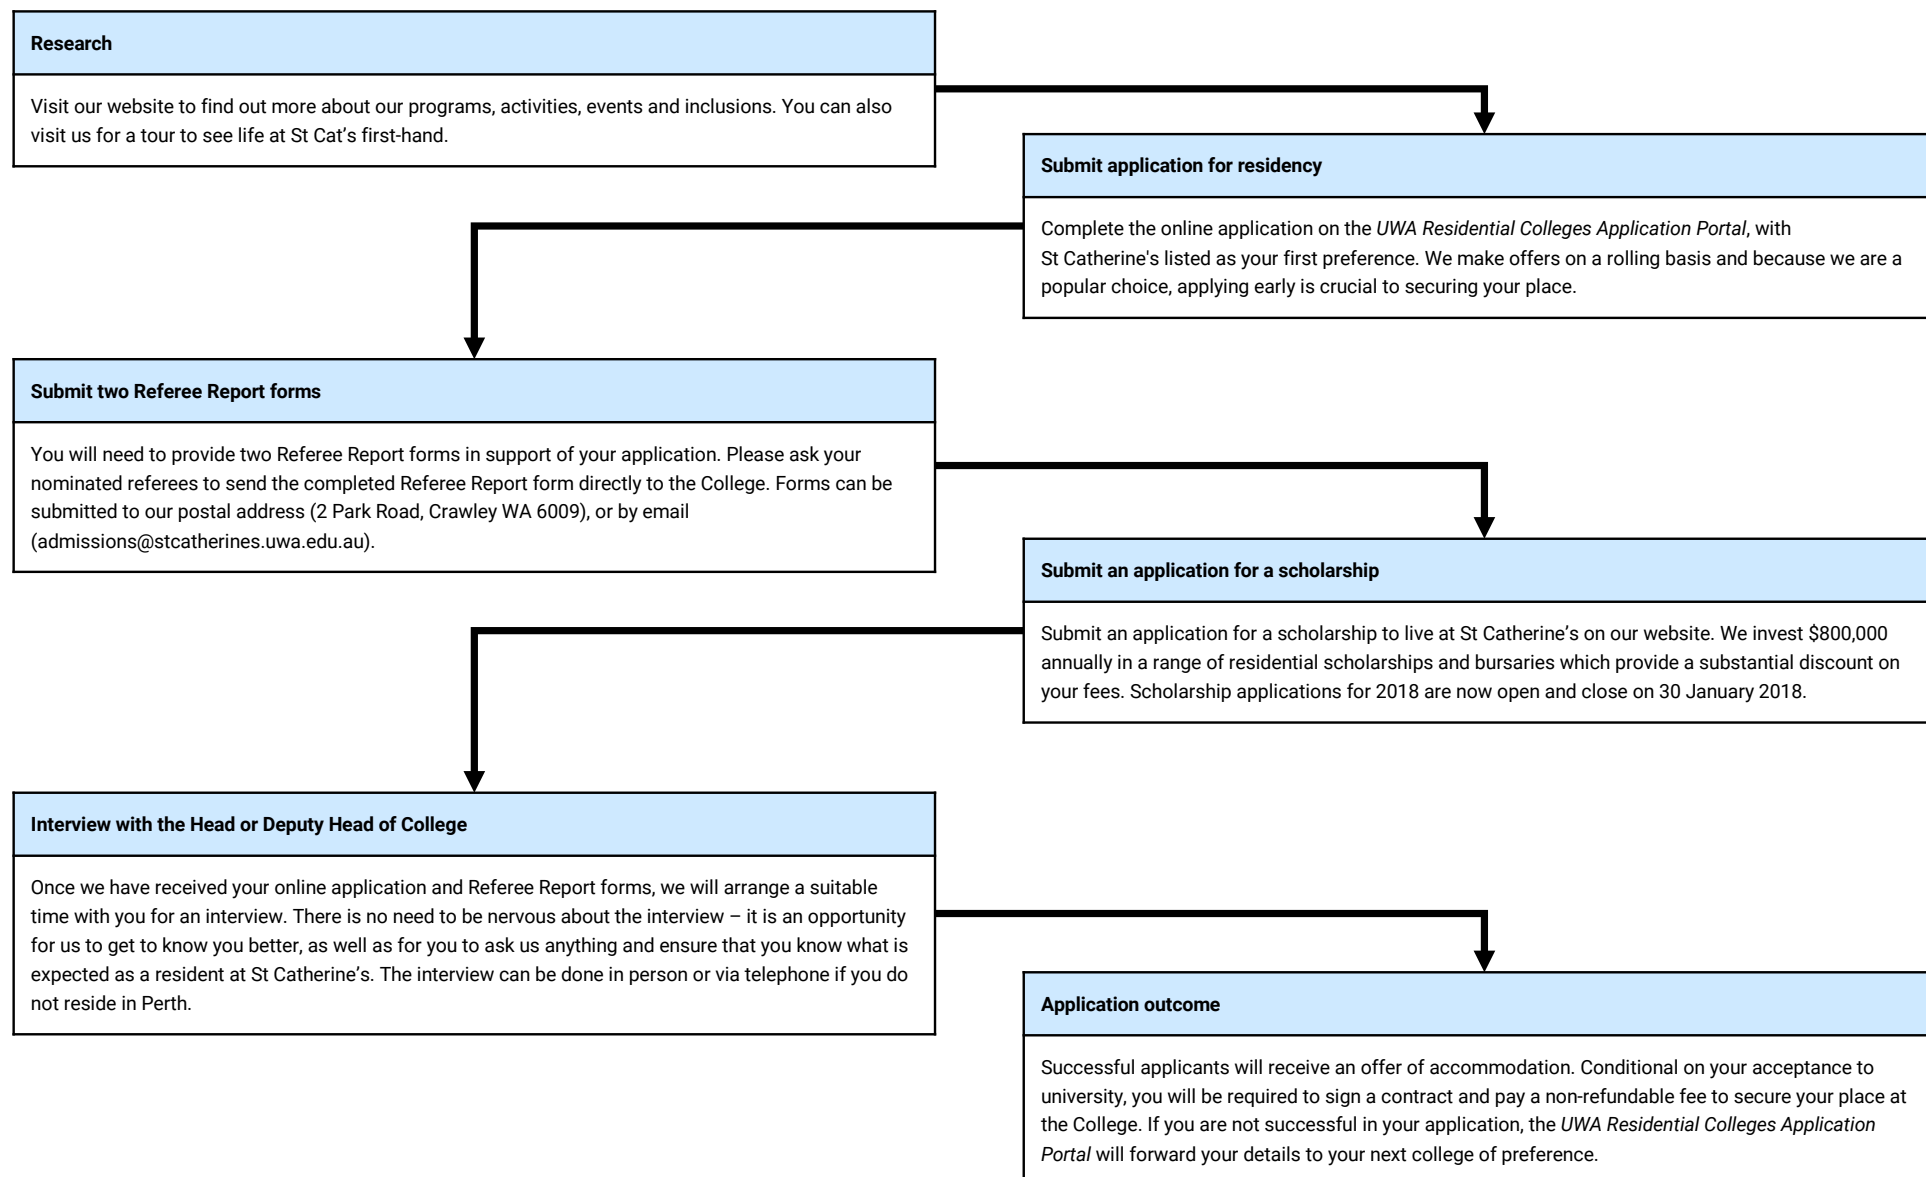 Research
Visit our website to find out more about our programs, activities, events and inclusions. You can also
visit us for a tour to see life at St Cat’s first-hand.
Submit application for residency
Complete the online application on the UWA Residential Colleges Application Portal, with
St Catherine's listed as your first preference. We make offers on a rolling basis and because we are a
popular choice, applying early is crucial to securing your place.
Submit two Referee Report forms
You will need to provide two Referee Report forms in support of your application. Please ask your
nominated referees to send the completed Referee Report form directly to the College. Forms can be
submitted to our postal address (2 Park Road, Crawley WA 6009), or by email
(admissions@stcatherines.uwa.edu.au).
Submit an application for a scholarship
Submit an application for a scholarship to live at St Catherine’s on our website. We invest $800,000
annually in a range of residential scholarships and bursaries which provide a substantial discount on
your fees. Scholarship applications for 2018 are now open and close on 30 January 2018.
Interview with the Head or Deputy Head of College
Once we have received your online application and Referee Report forms, we will arrange a suitable
time with you for an interview. There is no need to be nervous about the interview – it is an opportunity
for us to get to know you better, as well as for you to ask us anything and ensure that you know what is
expected as a resident at St Catherine’s. The interview can be done in person or via telephone if you do
not reside in Perth.
Application outcome
Successful applicants will receive an offer of accommodation. Conditional on your acceptance to
university, you will be required to sign a contract and pay a non-refundable fee to secure your place at
the College. If you are not successful in your application, the UWA Residential Colleges Application
Portal will forward your details to your next college of preference.